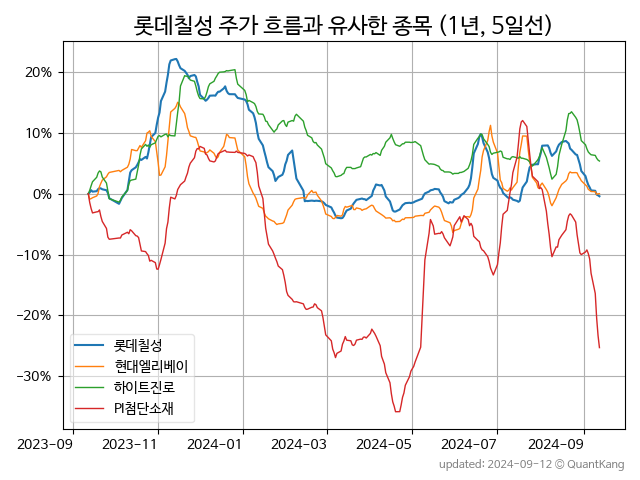 롯데칠성 주가 흐름과 유사한 종목 (1년, 5일선)
20%
10%
0%
−10%
−20%
−30%
롯데칠성
현대엘리베이
하이트진로
PI첨단소재
2023-09
2023-11
2024-01
2024-03
2024-05
2024-07
2024-09
updated: 2024-09-12 © QuantKang